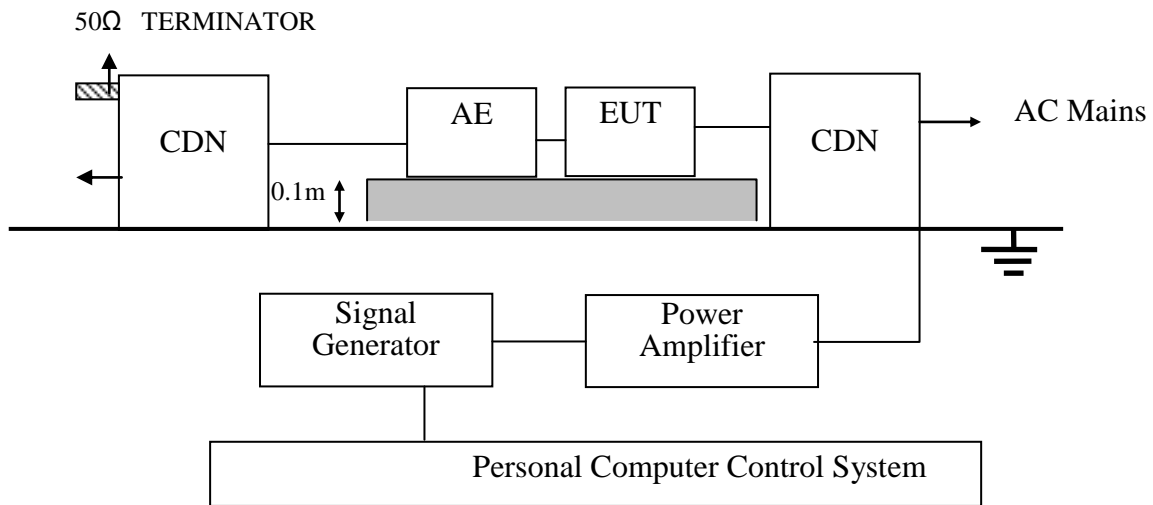 50Ω TERMINATOR
CDN
AE
EUT
CDN
AC Mains
0.1m
Signal
Generator
Power
Amplifier
Personal Computer Control System